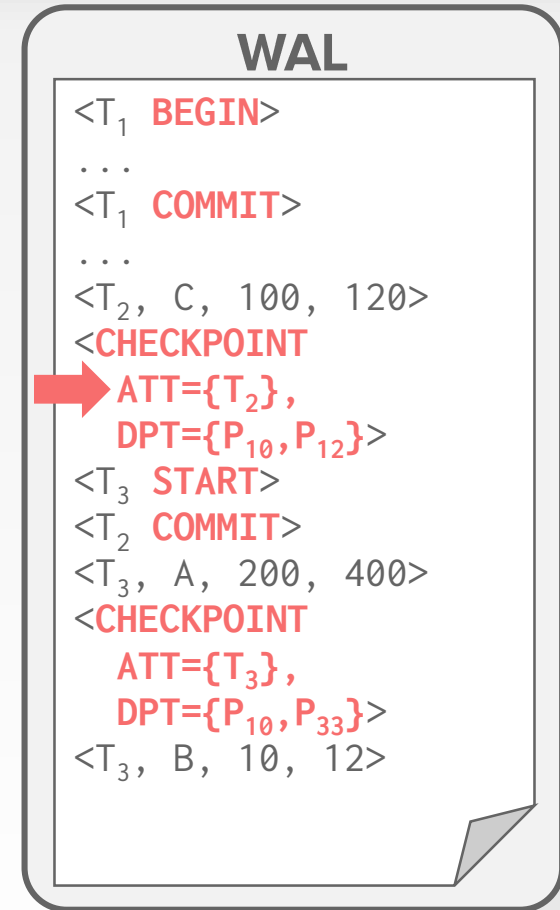 WAL
<T₁ BEGIN>
...
<T₁ COMMIT>
...
<T₂, C, 100, 120>
<CHECKPOINT
ATT={T₂},
DPT={P₁₀,P₁₂}>
<T₃ START>
<T₂ COMMIT>
<T₃, A, 200, 400>
<CHECKPOINT
ATT={T₃},
DPT={P₁₀,P₃₃}>
<T₃, B, 10, 12>